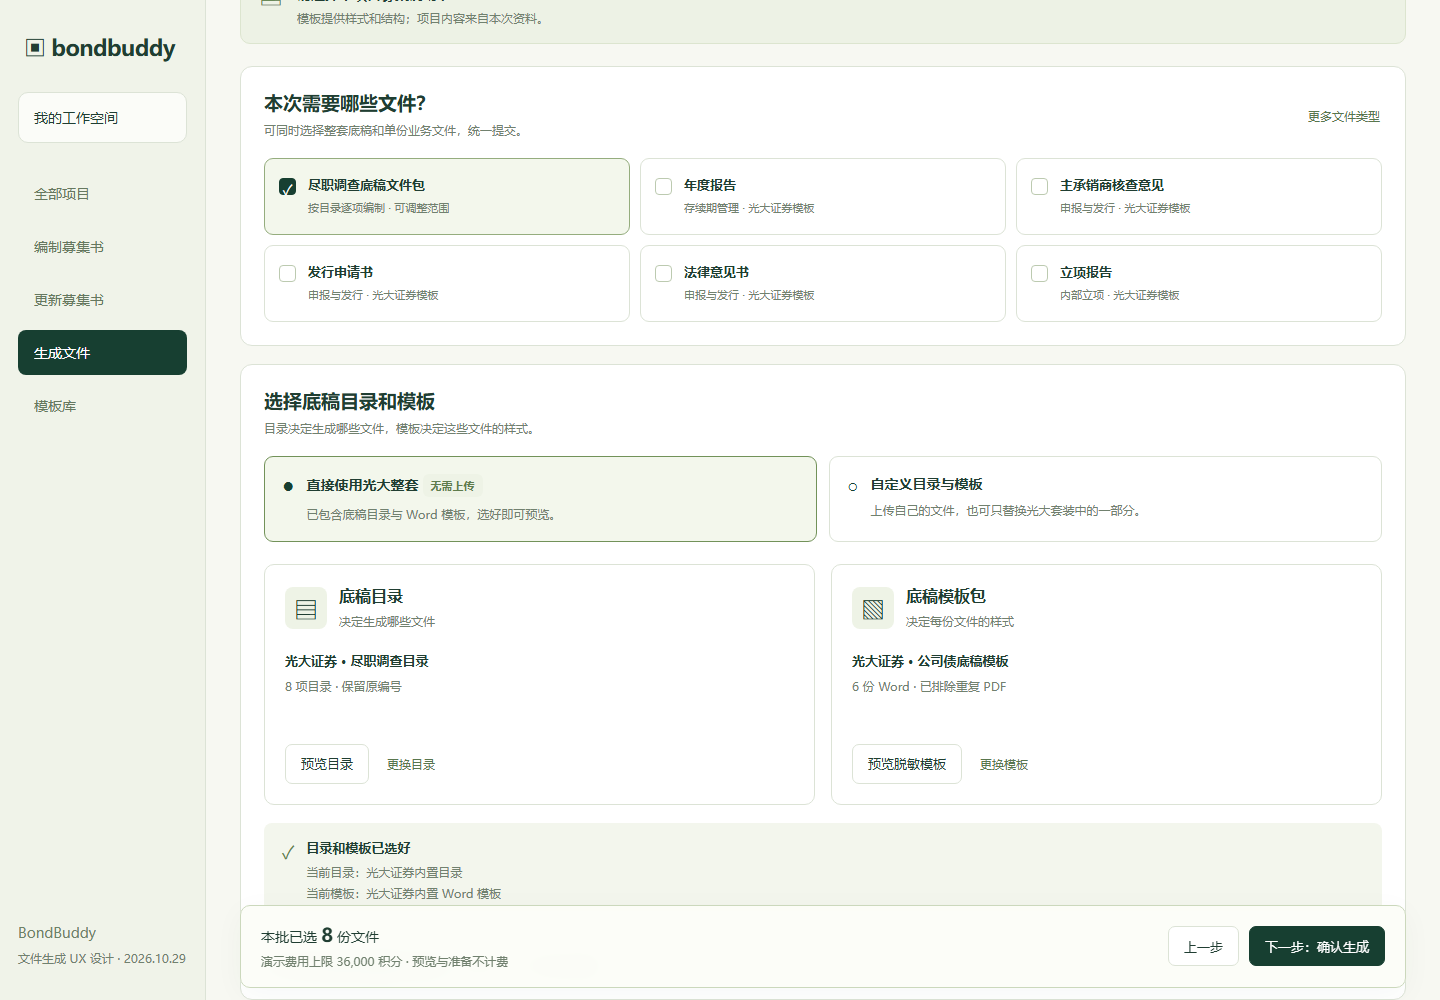 bondbuddy
我的工作空间
全部项目
编制募集书
更新募集书
生成文件
模板库
BondBuddy
文件生成 UX 设计 · 2026.10.29
模板提供样式和结构；项目内容来自本次资料。
本次需要哪些文件？
可同时选择整套底稿和单份业务文件，统一提交。
更多文件类型
尽职调查底稿文件包
按目录逐项编制 · 可调整范围
年度报告
存续期管理 · 光大证券模板
主承销商核查意见
申报与发行 · 光大证券模板
发行申请书
申报与发行 · 光大证券模板
法律意见书
申报与发行 · 光大证券模板
立项报告
内部立项 · 光大证券模板
选择底稿目录和模板
目录决定生成哪些文件，模板决定这些文件的样式。
直接使用光大整套 无需上传
已包含底稿目录与 Word 模板，选好即可预览。
自定义目录与模板
上传自己的文件，也可只替换光大套装中的一部分。
底稿目录
决定生成哪些文件
光大证券 • 尽职调查目录
8 项目录 · 保留原编号
预览目录 更换目录
底稿模板包
决定每份文件的样式
光大证券 • 公司债底稿模板
6 份 Word · 已排除重复 PDF
预览脱敏模板 更换模板
目录和模板已选好
当前目录：光大证券内置目录
当前模板：光大证券内置 Word 模板
本批已选 8 份文件
演示费用上限 36,000 积分 · 预览与准备不计费
上一步
下一步：确认生成